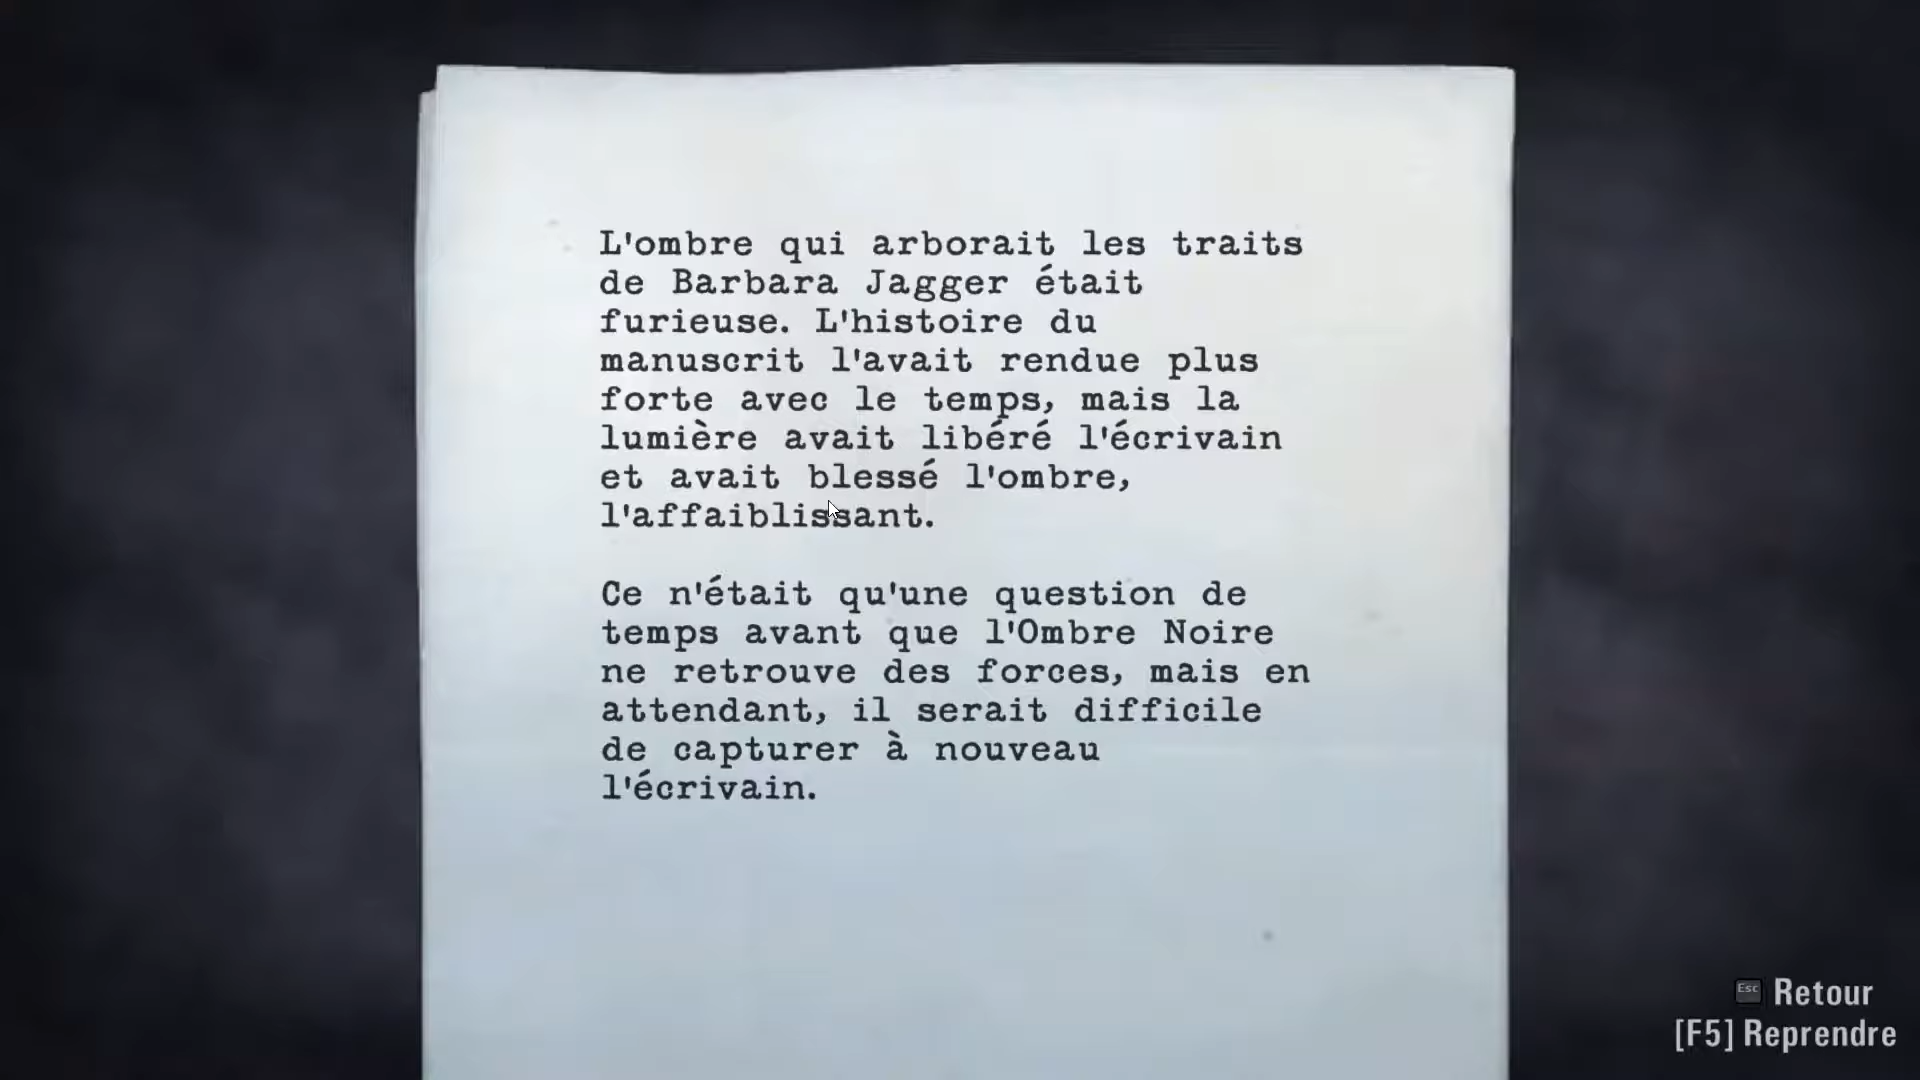 L'ombre qui arborait les traits
de Barbara Jagger était
furieuse. L'histoire du
manuscrit l'avait rendue plus
forte avec le temps, mais la
lumière avait libéré l'écrivain
et avait blessé l'ombre,
l'affaiblissant.
Ce n'était qu'une question de
temps avant que l'Ombre Noire
ne retrouve des forces, mais en
attendant, il serait difficile
de capturer à nouveau
l'écrivain.
Esc Retour
[F5] Reprendre